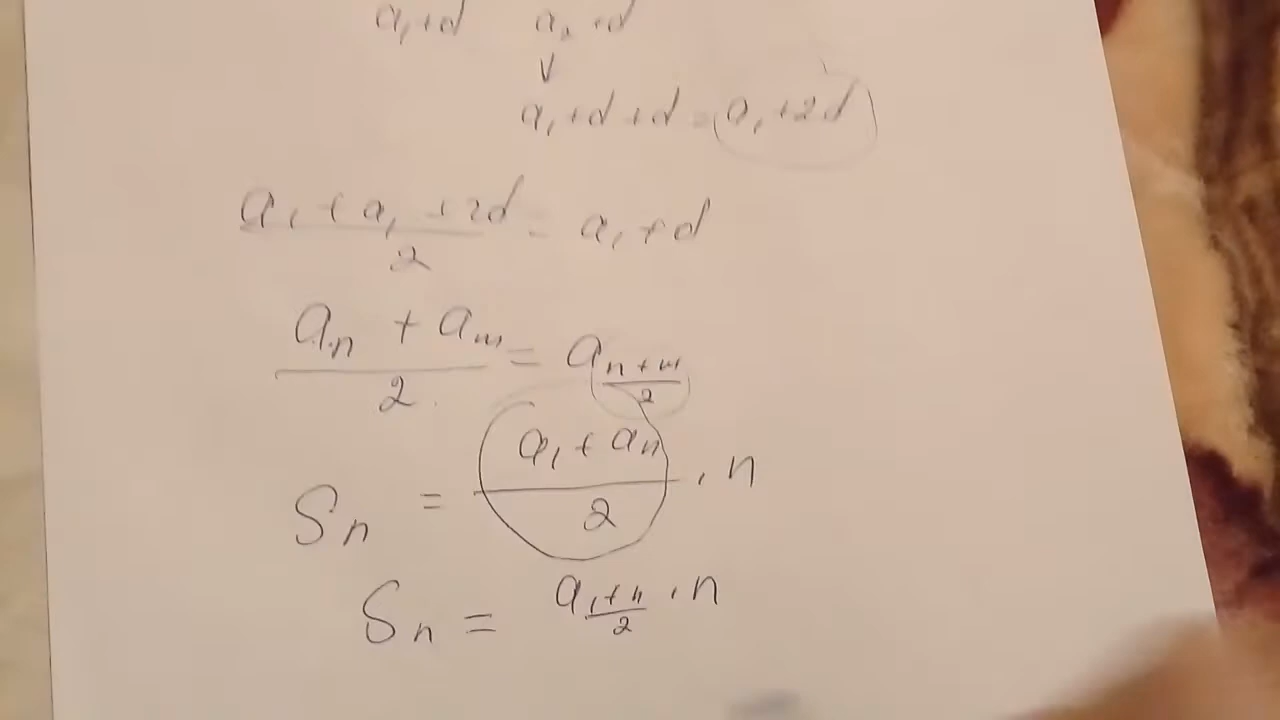 a₁+d a₂+d
a₁+d+d=a₁+2d
(a₁+a₁+2d)/2 = a₁+d
(aₙ + aₘ)/2 = a_((n+m)/2)
Sₙ = (a₁+aₙ)/2 · n
Sₙ = a_((1+n)/2) · n